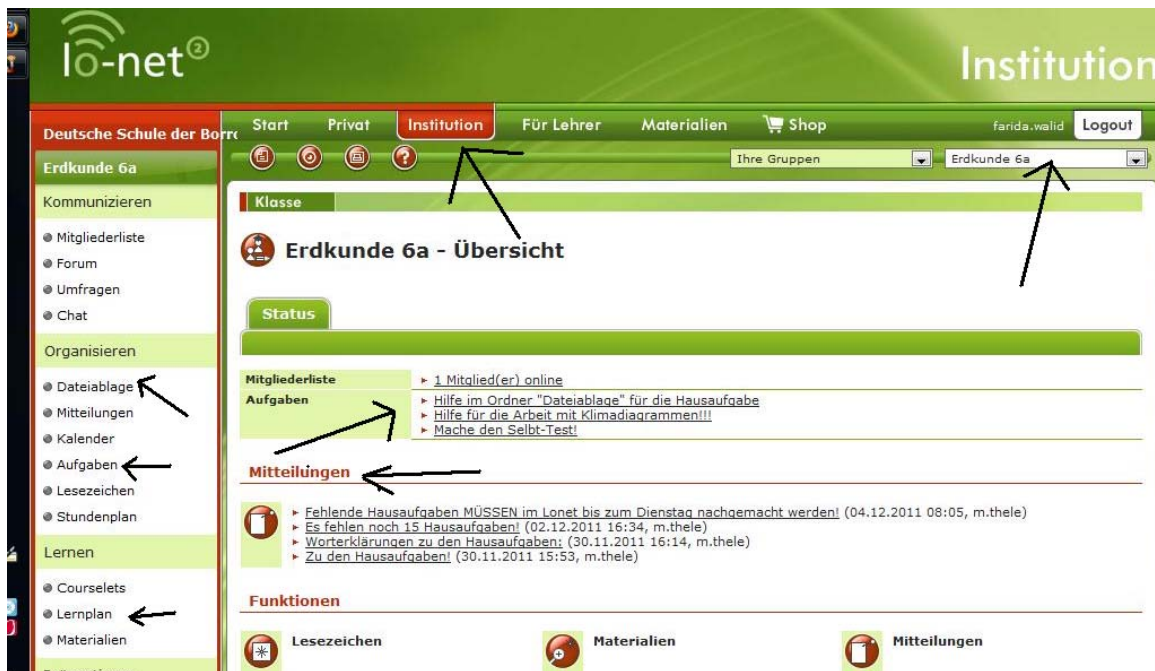 lo-net²
Institution
Deutsche Schule der Borr
Start Privat Institution Für Lehrer Materialien Shop farida.walid Logout
Erdkunde 6a
Ihre Gruppen Erdkunde 6a
Kommunizieren
Mitgliederliste
Forum
Umfragen
Chat
Organisieren
Dateiablage
Mitteilungen
Kalender
Aufgaben
Lesezeichen
Stundenplan
Lernen
Courselets
Lernplan
Materialien
Klasse
Erdkunde 6a - Übersicht
Status
Mitgliederliste 1 Mitglied(er) online
Aufgaben Hilfe im Ordner "Dateiablage" für die Hausaufgabe
Hilfe für die Arbeit mit Klimadiagrammen!!!
Mache den Selbt-Test!
Mitteilungen
Fehlende Hausaufgaben MÜSSEN im Lonet bis zum Dienstag nachgemacht werden! (04.12.2011 08:05, m.thele)
Es fehlen noch 15 Hausaufgaben! (02.12.2011 16:34, m.thele)
Worterklärungen zu den Hausaufgaben: (30.11.2011 16:14, m.thele)
Zu den Hausaufgaben! (30.11.2011 15:53, m.thele)
Funktionen
Lesezeichen Materialien Mitteilungen